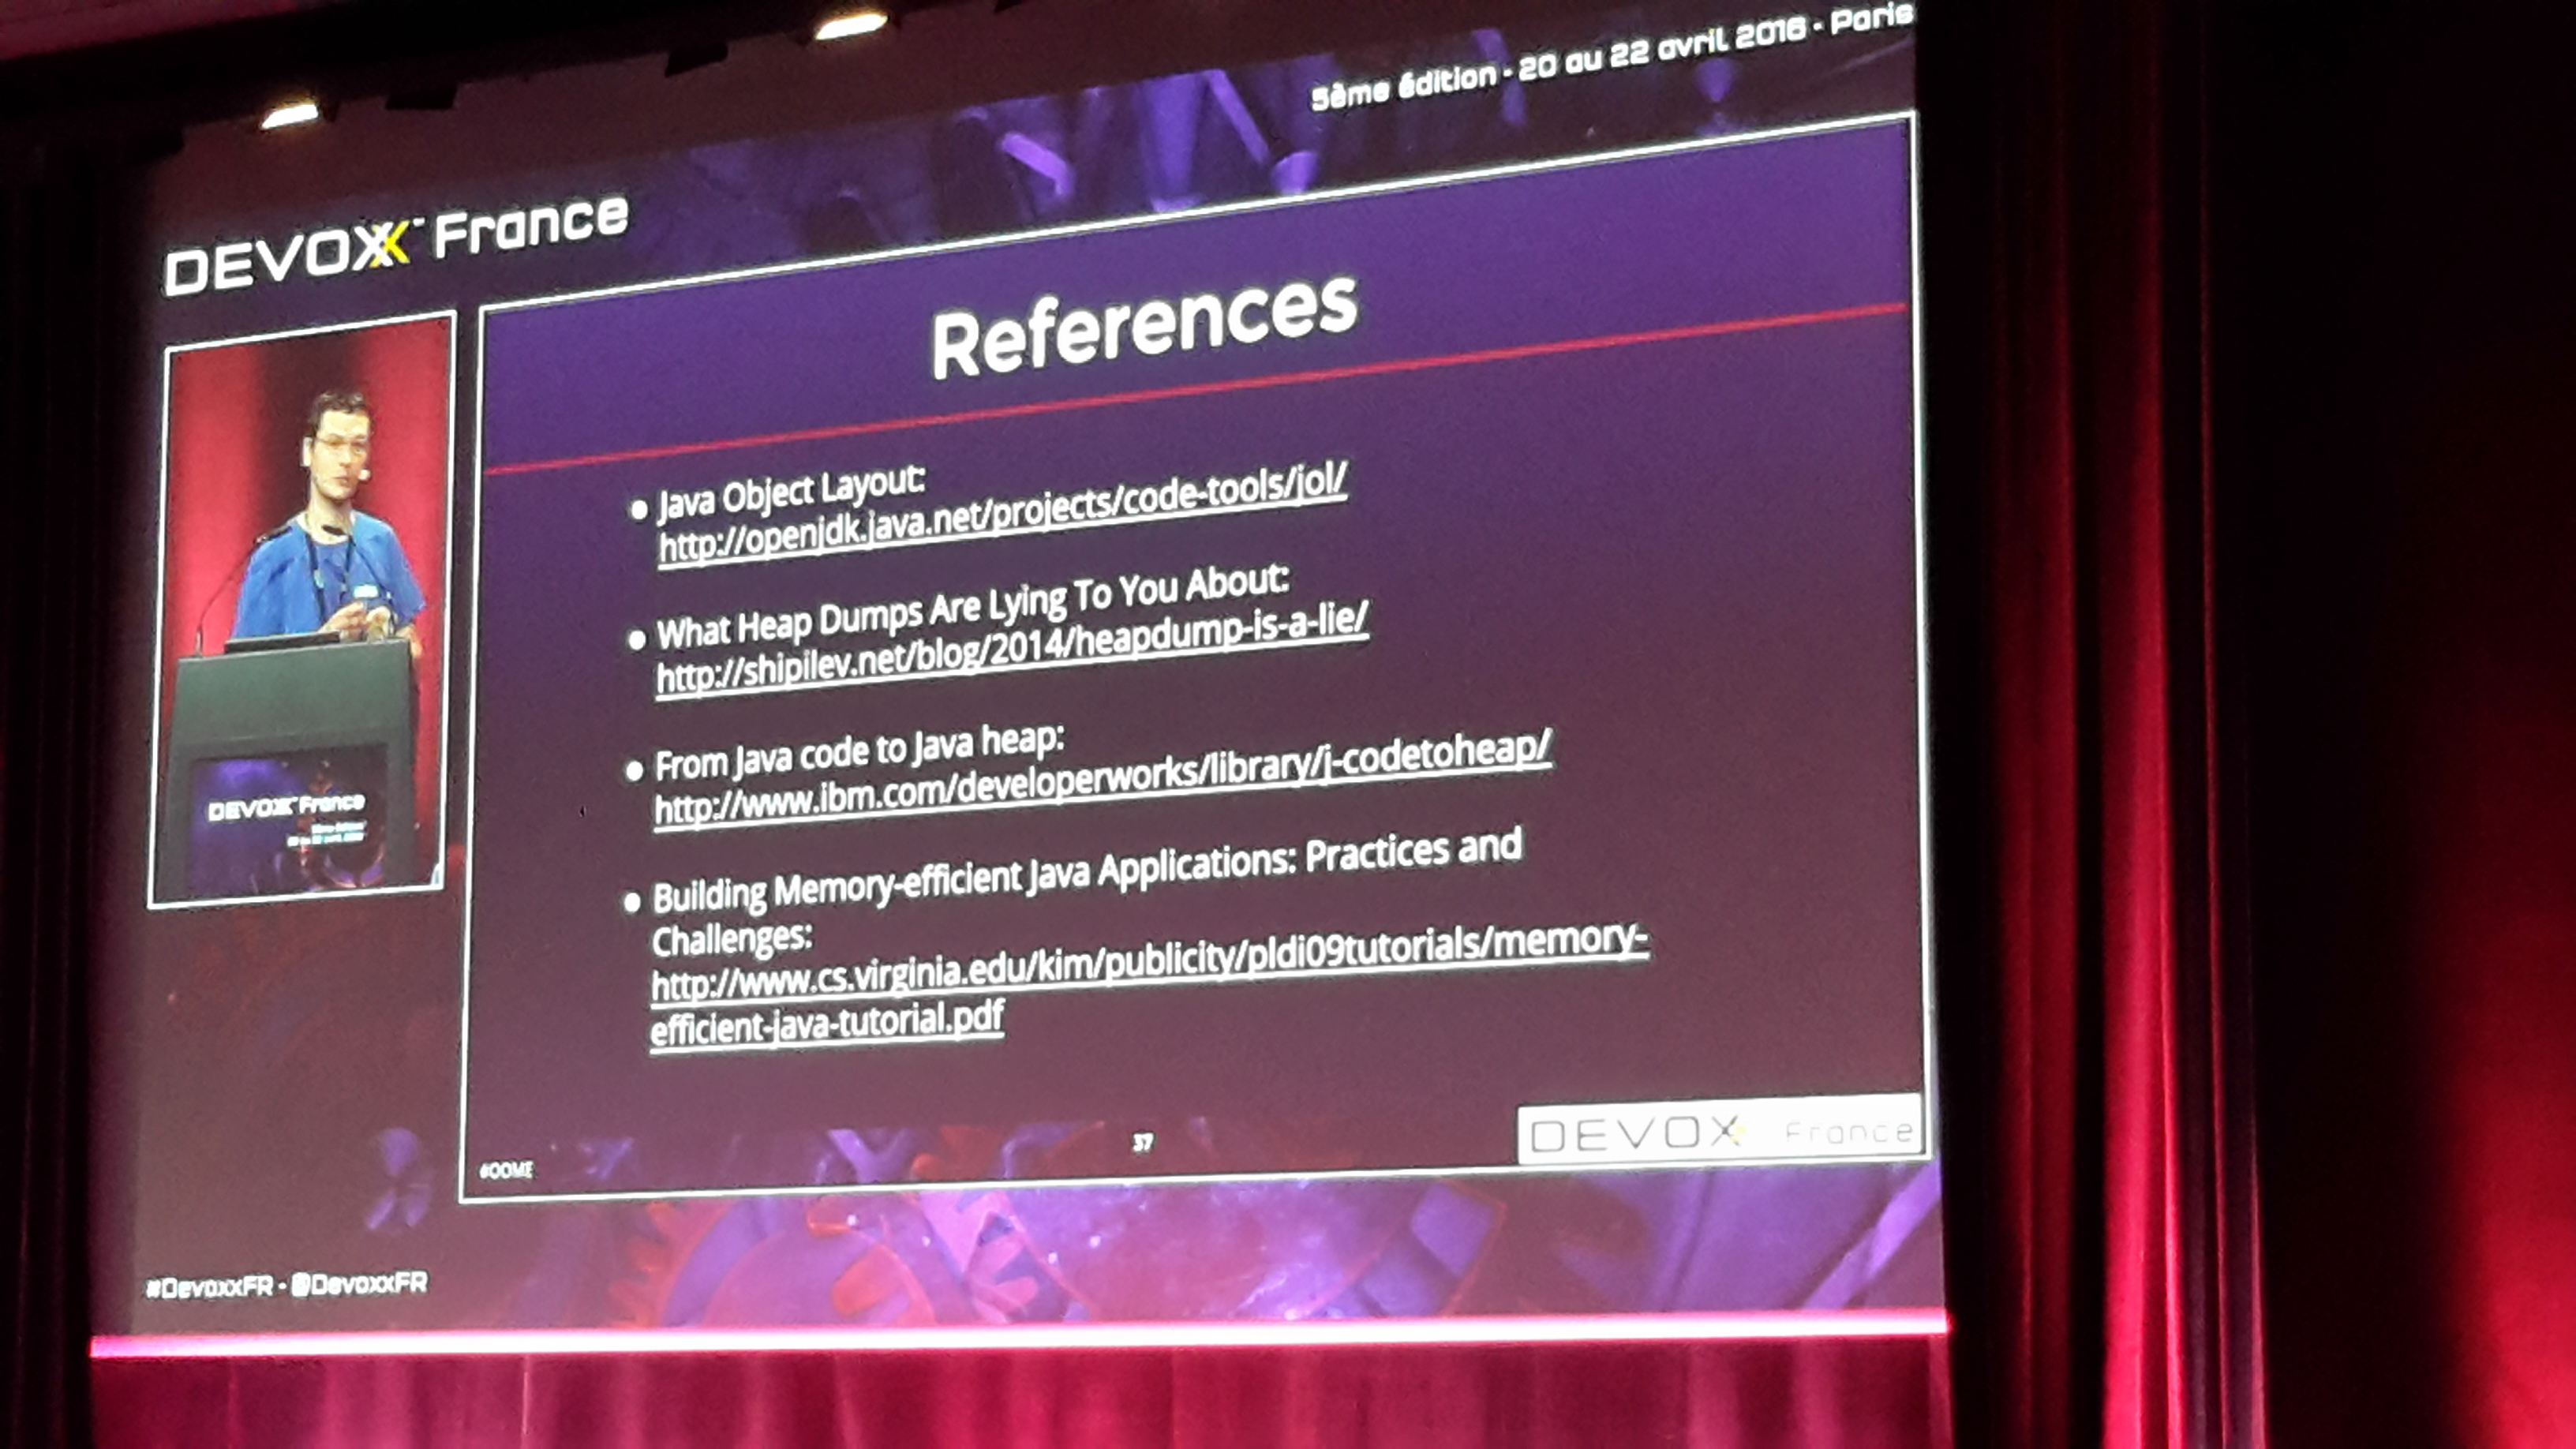 5ème édition - 20 au 22 avril 2016 - Paris
DEVOXX™ France
References
• Java Object Layout:
http://openjdk.java.net/projects/code-tools/jol/
• What Heap Dumps Are Lying To You About:
http://shipilev.net/blog/2014/heapdump-is-a-lie/
• From Java code to Java heap:
http://www.ibm.com/developerworks/library/j-codetoheap/
• Building Memory-efficient Java Applications: Practices and
Challenges:
http://www.cs.virginia.edu/kim/publicity/pldi09tutorials/memory-
efficient-java-tutorial.pdf
DEVOXX™ France
#OOME
37
DEVOXX France
#DevoxxFR - @DevoxxFR